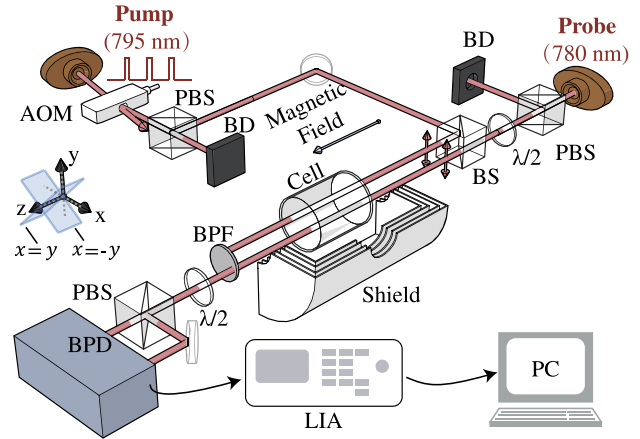 Pump
(795 nm)
Probe
(780 nm)
BD
AOM
PBS
BD
Magnetic
Field
λ/2
PBS
BS
Cell
y
z
x
x=y
x=-y
BPF
PBS
λ/2
Shield
BPD
LIA
PC